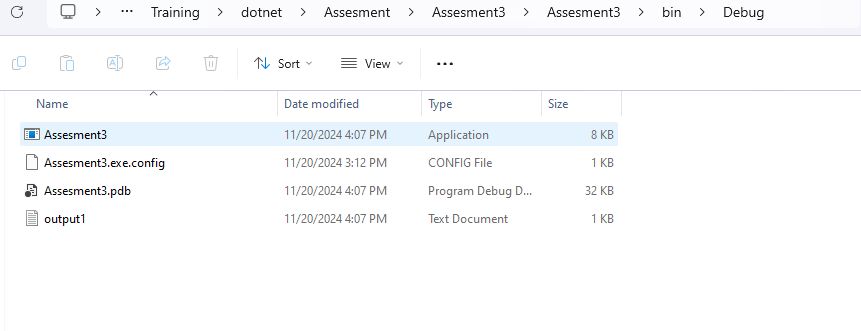 ··· Training dotnet Assesment Assesment3 Assesment3 bin Debug
Sort View ···
Name Date modified Type Size
Assesment3 11/20/2024 4:07 PM Application 8 KB
Assesment3.exe.config 11/20/2024 3:12 PM CONFIG File 1 KB
Assesment3.pdb 11/20/2024 4:07 PM Program Debug D... 32 KB
output1 11/20/2024 4:07 PM Text Document 1 KB